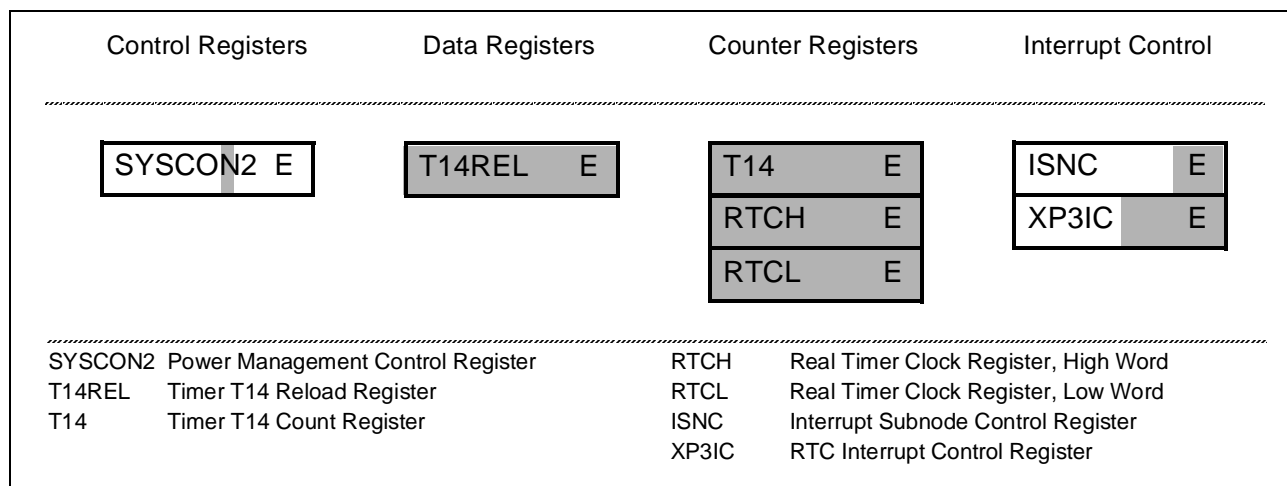 Control Registers Data Registers Counter Registers Interrupt Control
SYSCON2 E T14REL E T14 E ISNC E
RTCH E XP3IC E
RTCL E
SYSCON2 Power Management Control Register RTCH Real Timer Clock Register, High Word
T14REL Timer T14 Reload Register RTCL Real Timer Clock Register, Low Word
T14 Timer T14 Count Register ISNC Interrupt Subnode Control Register
XP3IC RTC Interrupt Control Register